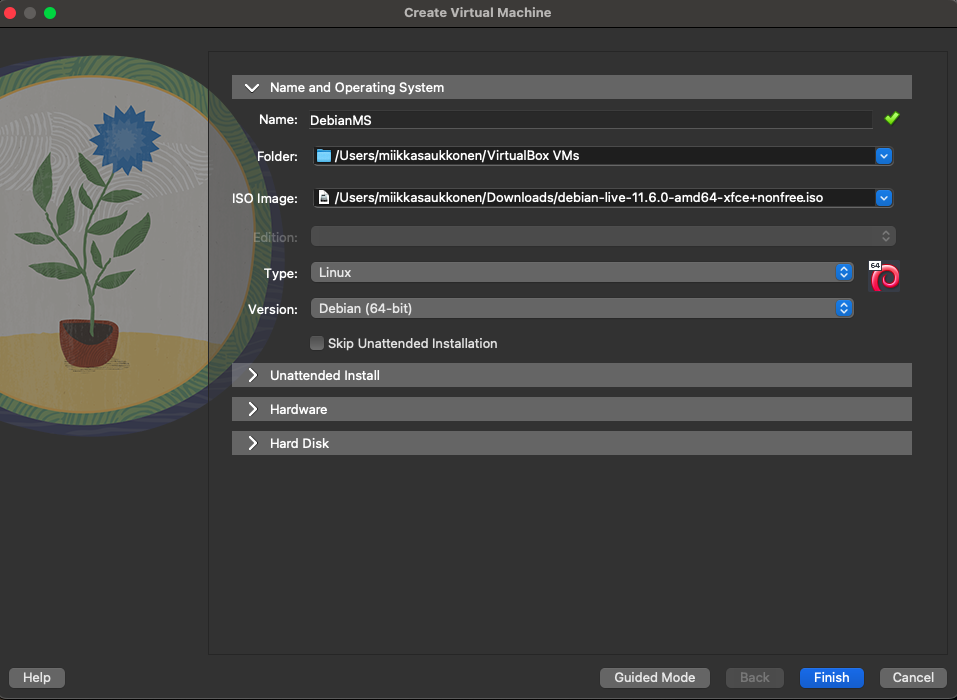 Create Virtual Machine
Name and Operating System
Name: DebianMS
Folder: /Users/miikkasaukkonen/VirtualBox VMs
ISO Image: /Users/miikkasaukkonen/Downloads/debian-live-11.6.0-amd64-xfce+nonfree.iso
Edition:
Type: Linux
64
Version: Debian (64-bit)
Skip Unattended Installation
Unattended Install
Hardware
Hard Disk
Help Guided Mode Back Finish Cancel